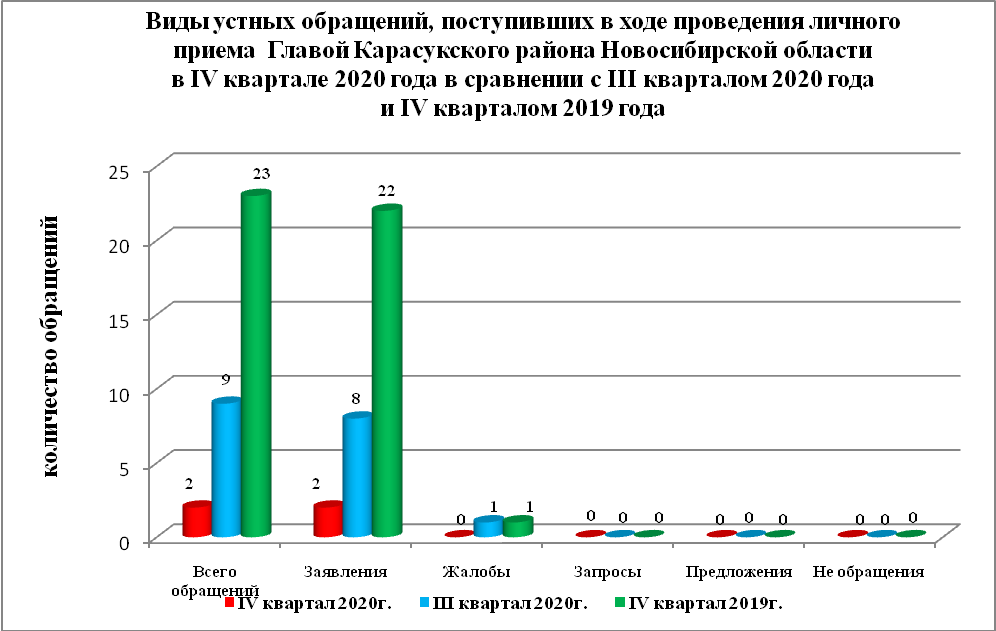 Виды устных обращений, поступивших в ходе проведения личного
приема Главой Карасукского района Новосибирской области
в IV квартале 2020 года в сравнении с III кварталом 2020 года
и IV кварталом 2019 года
количество обращений
25
20
15
10
5
0
2 9 23
2 8 22
0 1 1
0 0 0
0 0 0
0 0 0
Всего
обращений
Заявления
Жалобы
Запросы
Предложения
Не обращения
IV квартал 2020г. III квартал 2020г. IV квартал 2019г.